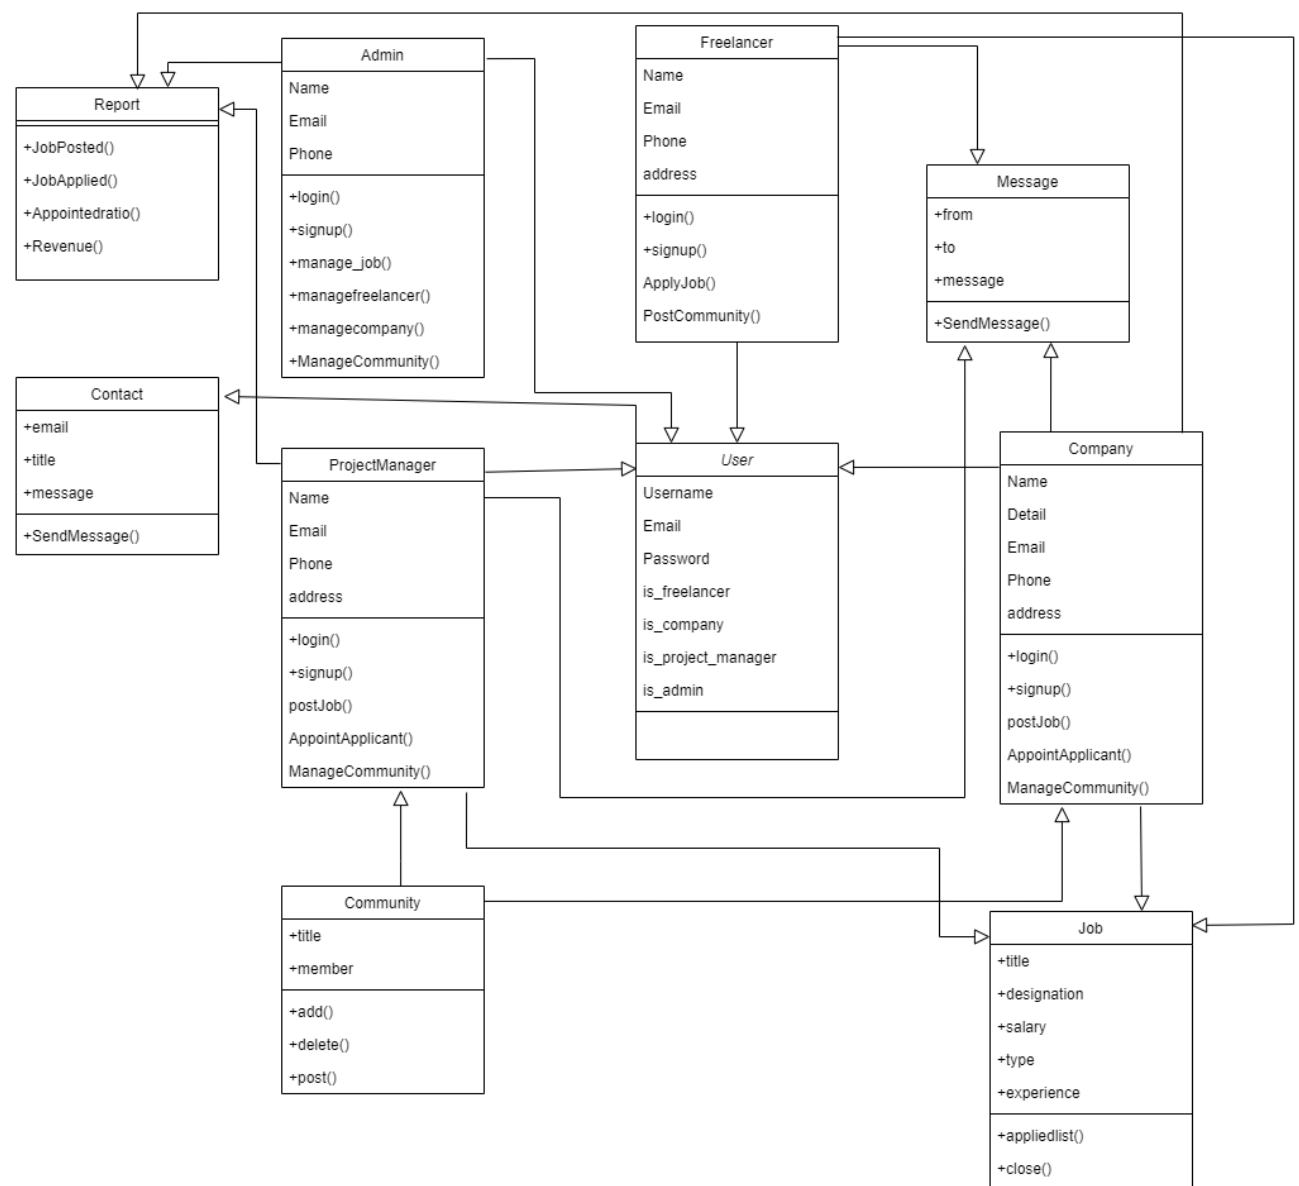 Report
+JobPosted()
+JobApplied()
+Appointedratio()
+Revenue()
Admin
Name
Email
Phone
+login()
+signup()
+manage_job()
+managefreelancer()
+managecompany()
+ManageCommunity()
Freelancer
Name
Email
Phone
address
+login()
+signup()
ApplyJob()
PostCommunity()
Message
+from
+to
+message
+SendMessage()
Contact
+email
+title
+message
+SendMessage()
ProjectManager
Name
Email
Phone
address
+login()
+signup()
postJob()
AppointApplicant()
ManageCommunity()
User
Username
Email
Password
is_freelancer
is_company
is_project_manager
is_admin
Company
Name
Detail
Email
Phone
address
+login()
+signup()
postJob()
AppointApplicant()
ManageCommunity()
Community
+title
+member
+add()
+delete()
+post()
Job
+title
+designation
+salary
+type
+experience
+appliedlist()
+close()